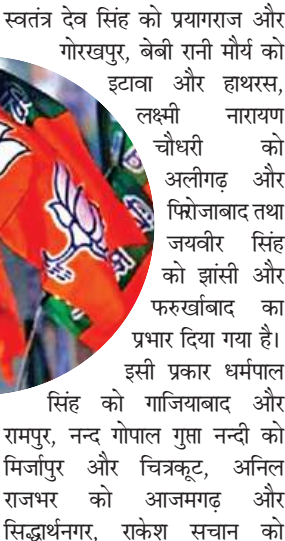 स्वतंत्र देव सिंह को प्रयागराज और
गोरखपुर, बेबी रानी मौर्य को
इटावा और हाथरस,
लक्ष्मी नारायण
चौधरी को
अलीगढ़ और
फिरोजाबाद तथा
जयवीर सिंह
को झांसी और
फरुर्खाबाद का
प्रभार दिया गया है।
इसी प्रकार धर्मपाल
सिंह को गाजियाबाद और
रामपुर, नन्द गोपाल गुप्ता नन्दी को
मिर्जापुर और चित्रकूट, अनिल
राजभर को आजमगढ़ और
सिद्धार्थनगर, राकेश सचान को